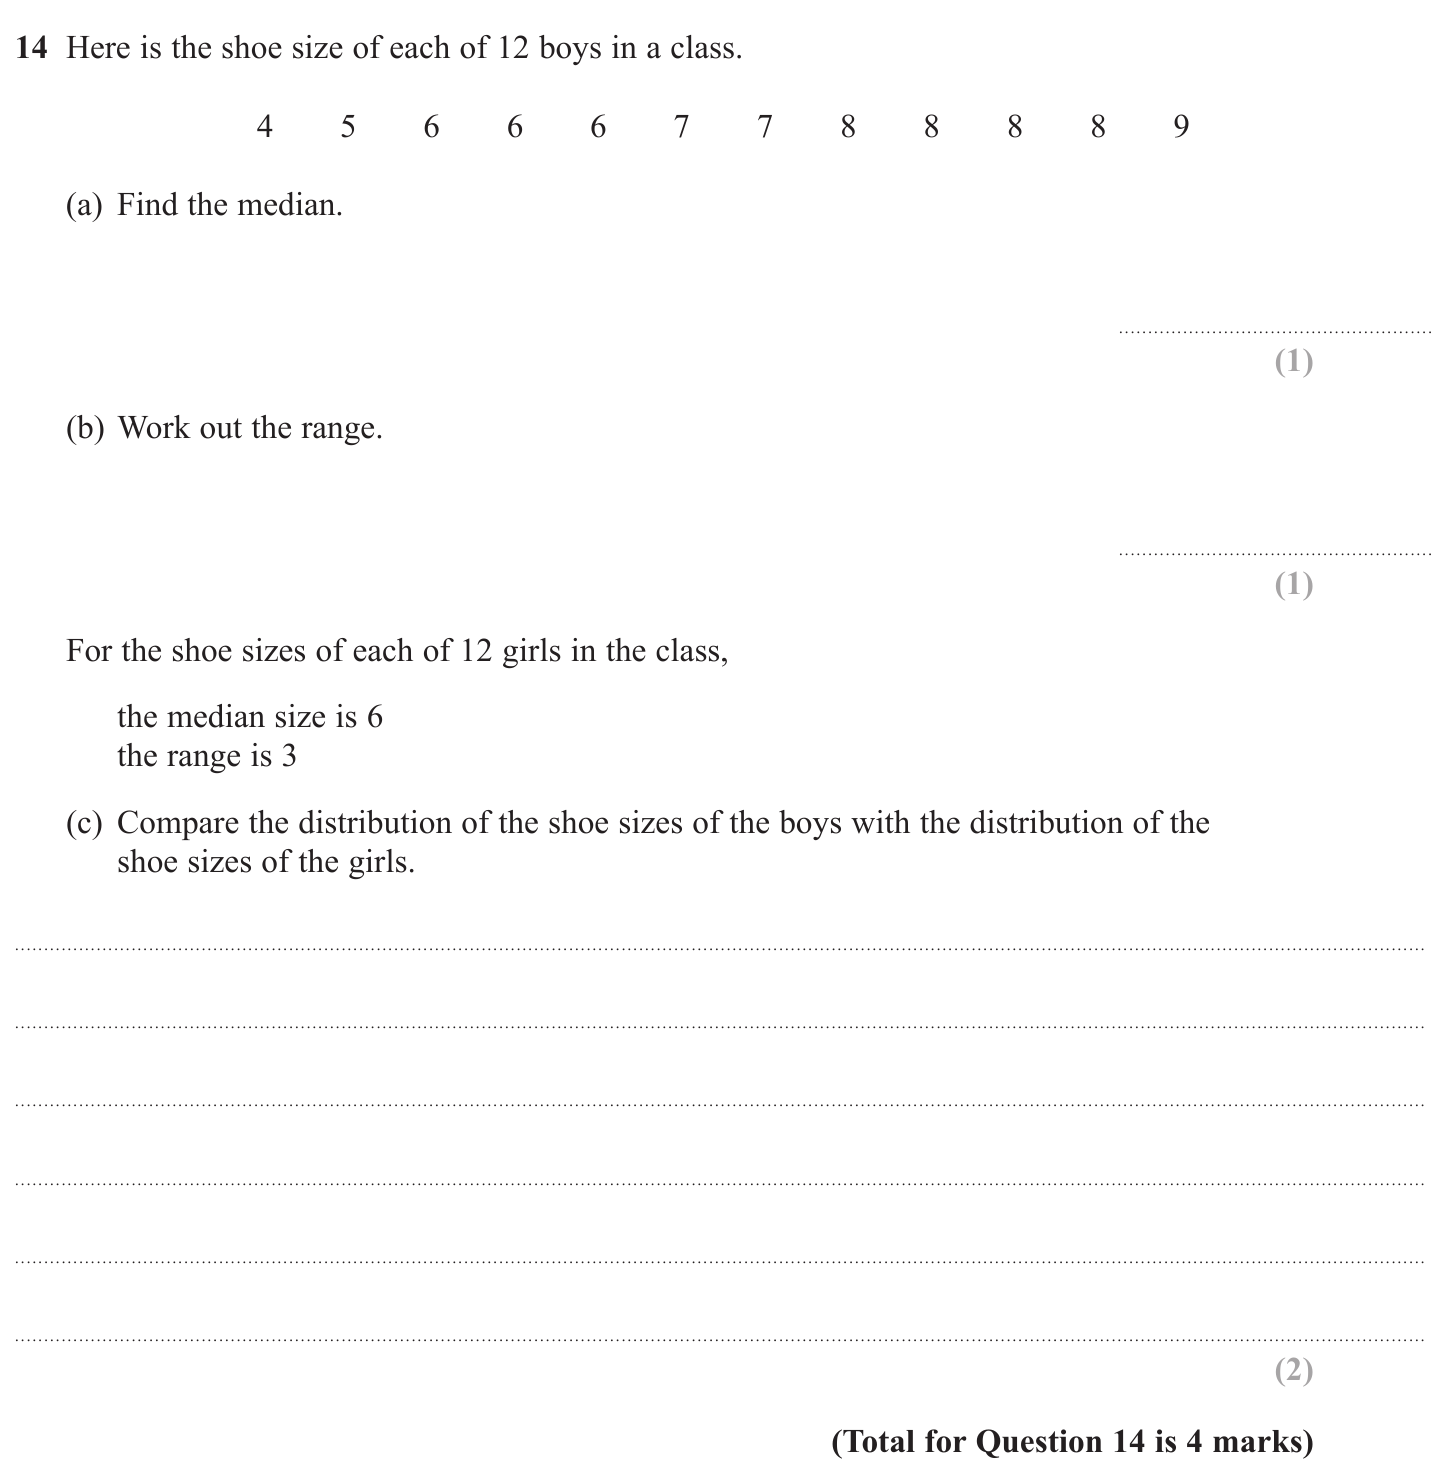 14 Here is the shoe size of each of 12 boys in a class.
4 5 6 6 6 7 7 8 8 8 8 9
(a) Find the median.
(1)
(b) Work out the range.
(1)
For the shoe sizes of each of 12 girls in the class,
the median size is 6
the range is 3
(c) Compare the distribution of the shoe sizes of the boys with the distribution of the
shoe sizes of the girls.
(2)
(Total for Question 14 is 4 marks)